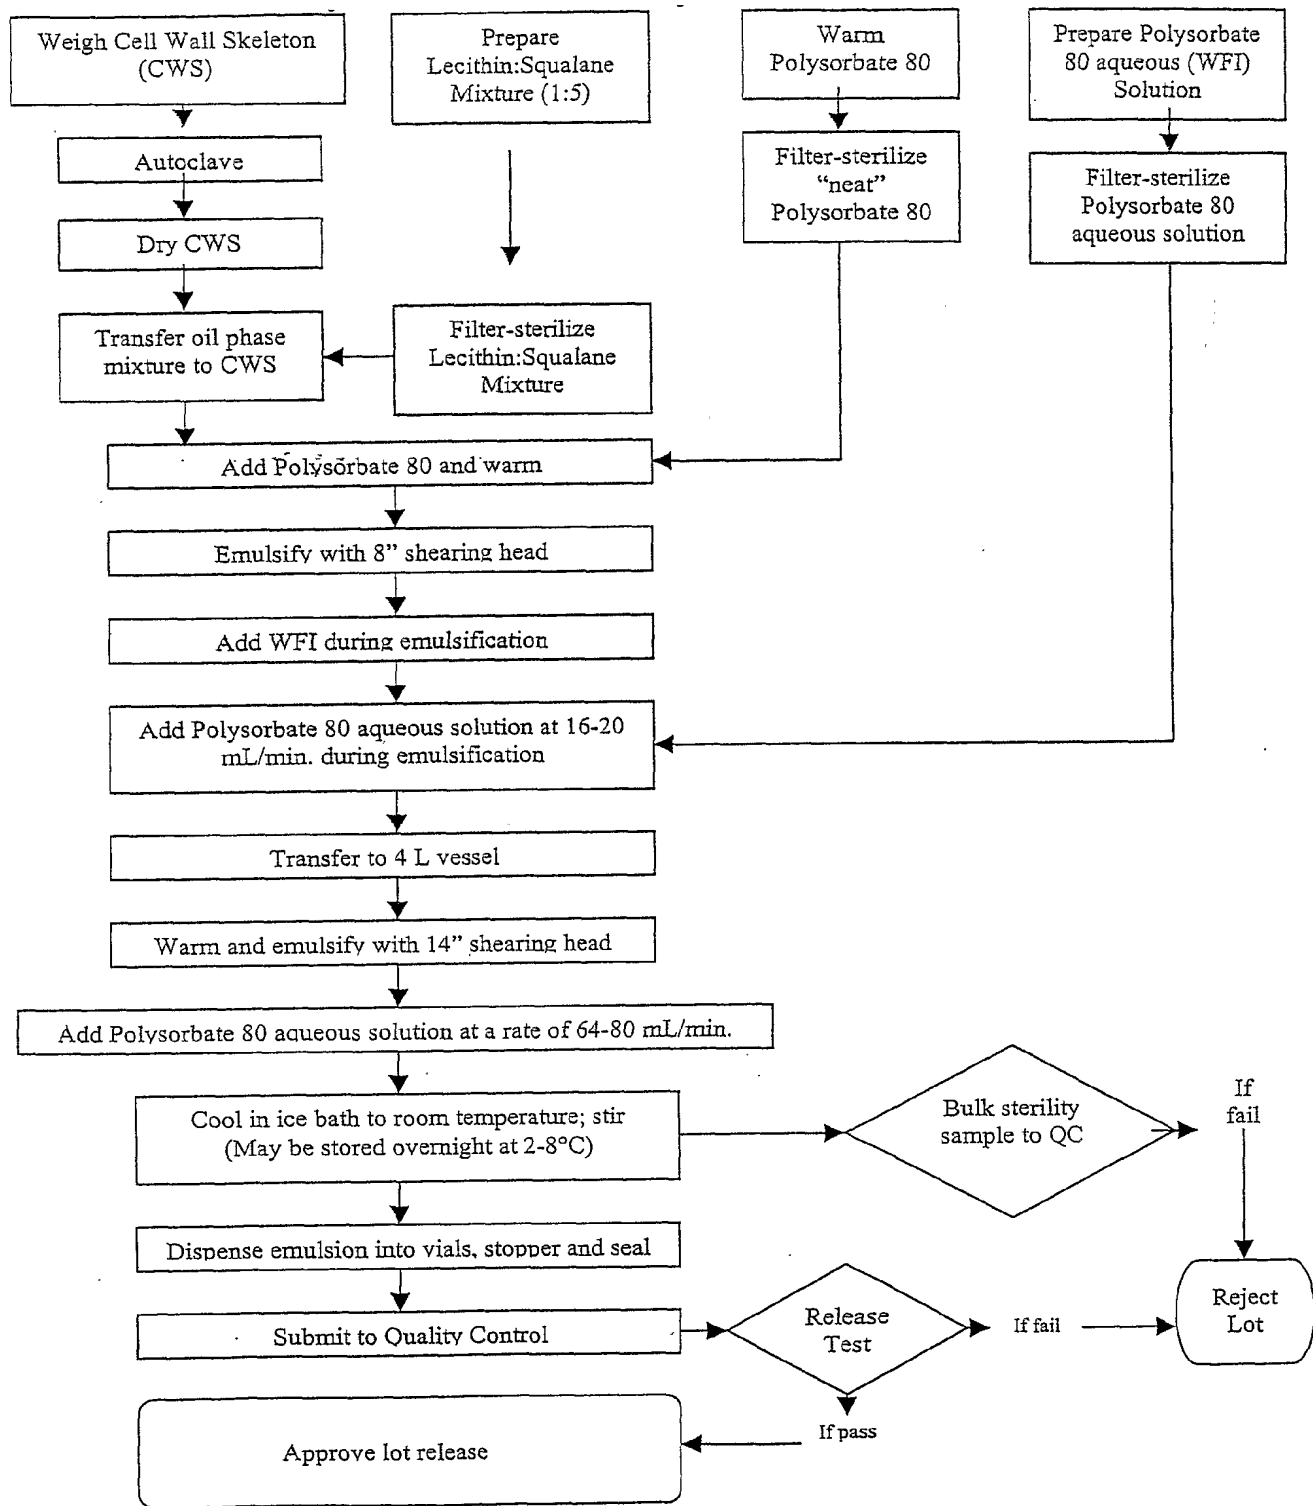 Weigh Cell Wall Skeleton
(CWS)
Prepare
Lecithin:Squalane
Mixture (1:5)
Warm
Polysorbate 80
Prepare Polysorbate
80 aqueous (WFI)
Solution
Autoclave
Filter-sterilize
“neat”
Polysorbate 80
Filter-sterilize
Polysorbate 80
aqueous solution
Dry CWS
Transfer oil phase
mixture to CWS
Filter-sterilize
Lecithin:Squalane
Mixture
Add Polysorbate 80 and warm
Emulsify with 8” shearing head
Add WFI during emulsification
Add Polysorbate 80 aqueous solution at 16-20
mL/min. during emulsification
Transfer to 4 L vessel
Warm and emulsify with 14” shearing head
Add Polysorbate 80 aqueous solution at a rate of 64-80 mL/min.
Cool in ice bath to room temperature; stir
(May be stored overnight at 2-8°C)
Bulk sterility
sample to QC
If
fail
Dispense emulsion into vials, stopper and seal
Submit to Quality Control
Release
Test
If fail
Reject
Lot
If pass
Approve lot release